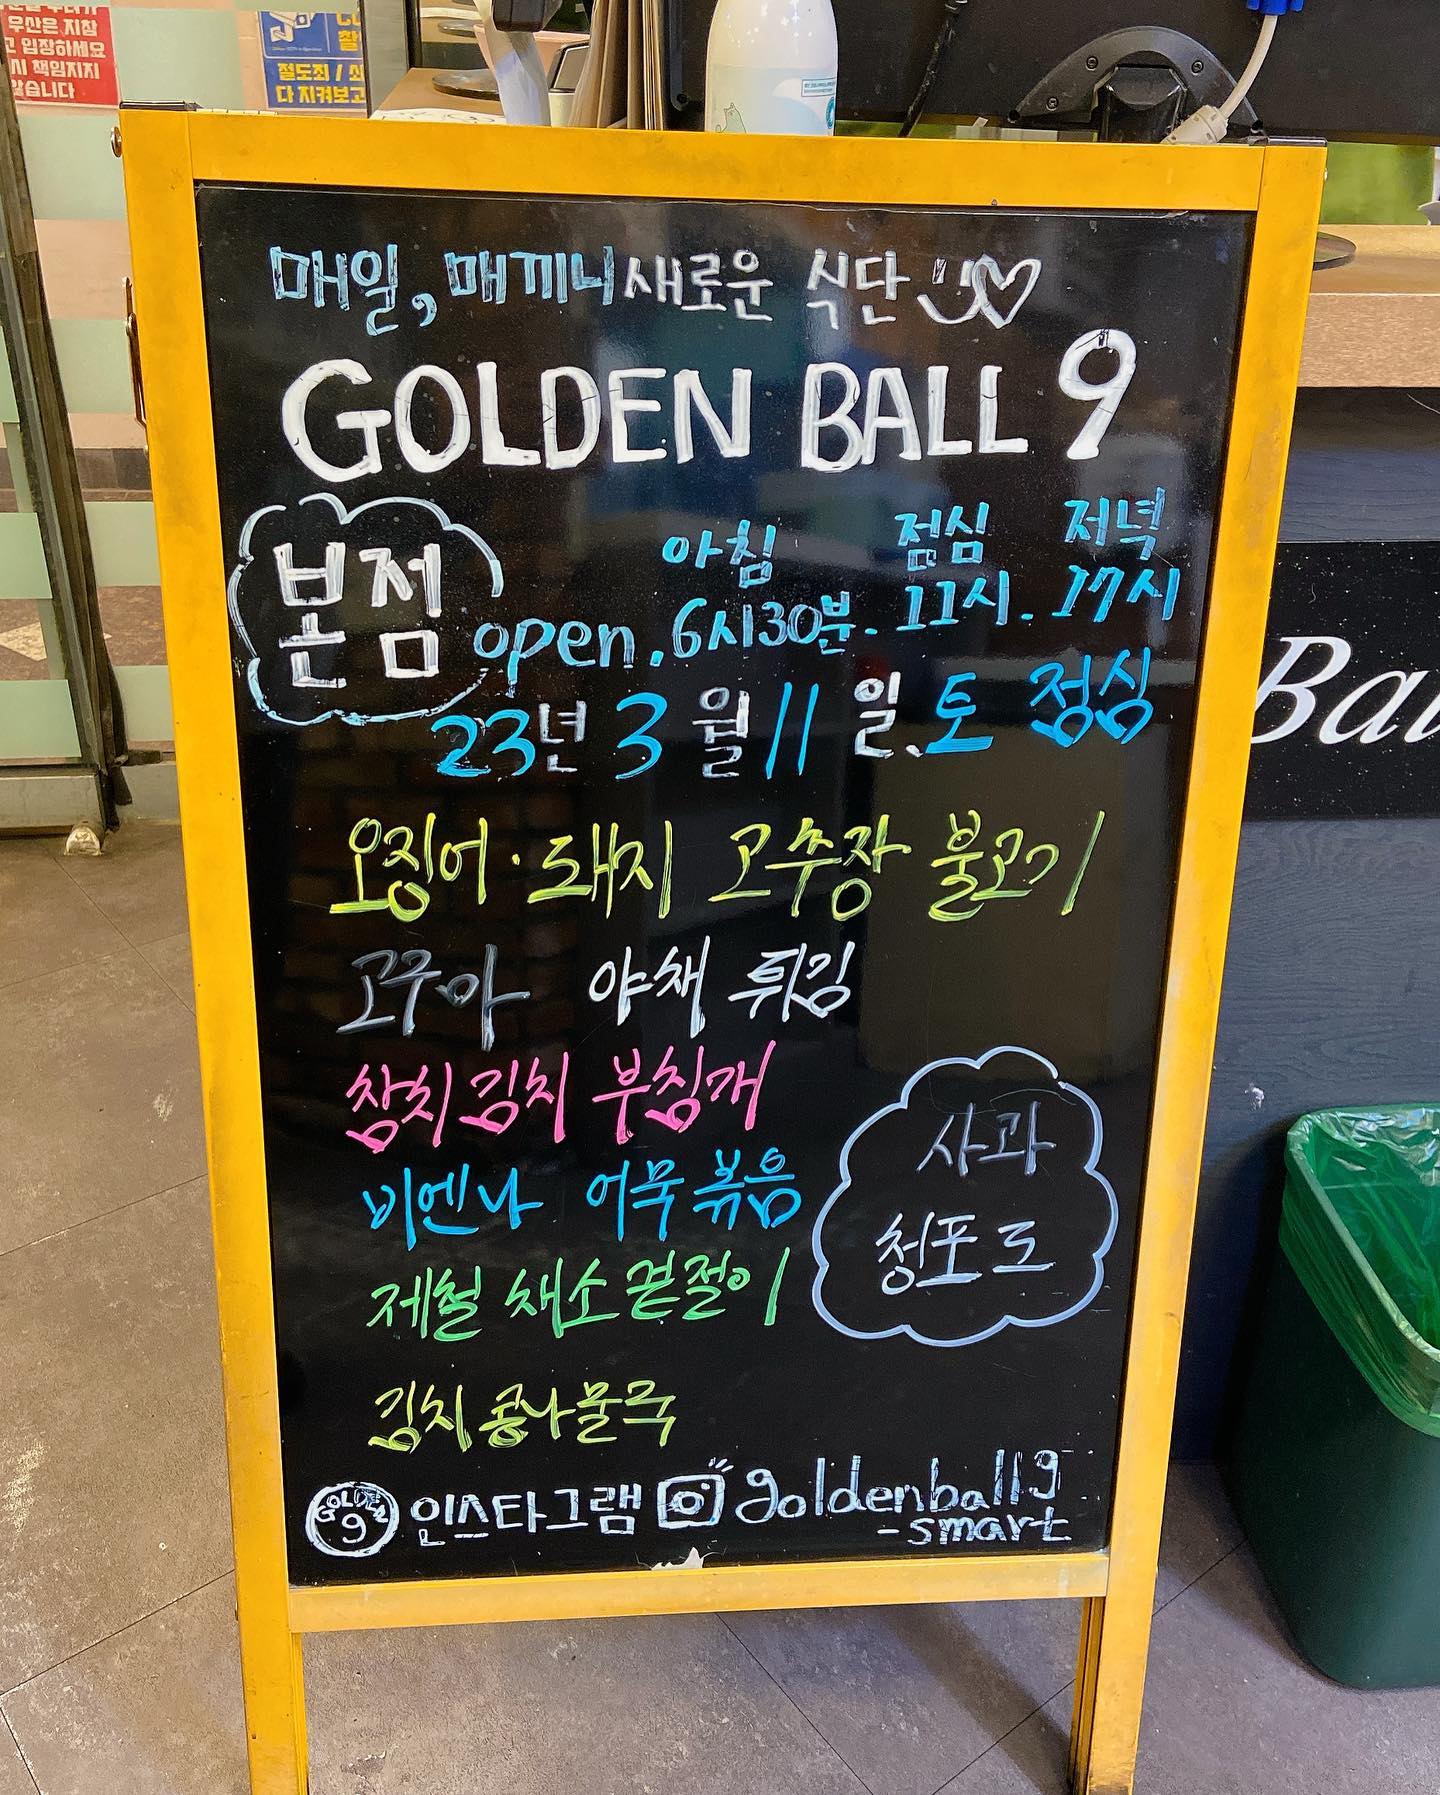 우산은 지참
고 입장하세요
시 책임지지
않습니다
절도죄 /
다 지켜보고
매일, 매끼니 새로운 식단
GOLDEN BALL 9
본점
아침 점심 저녁
open. 6시30분. 11시. 17시
23년 3월 11일. 토 점심
오징어·돼지 고추장 불고기
고구마 야채 튀김
참치김치 부침개
비엔나 어묵볶음
제철 채소겉절이
김치콩나물국
사과
청포도
GOLDEN
9
인스타그램 goldenball9
-smart
Ball